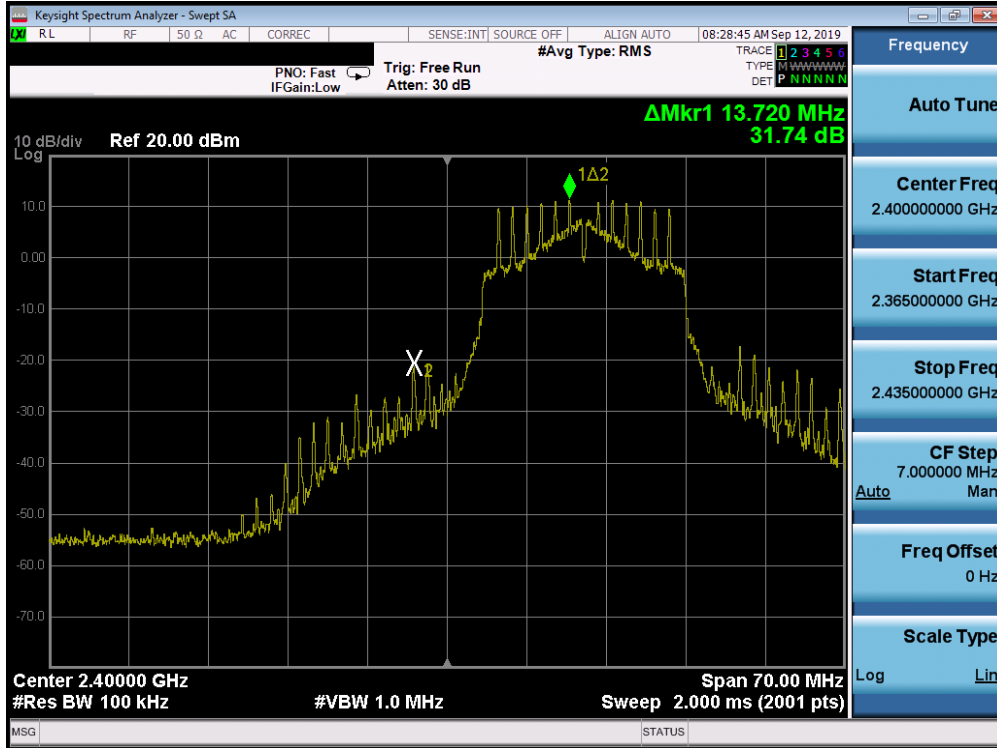 Keysight Spectrum Analyzer - Swept SA
LXI RL RF 50 Ω AC CORREC SENSE:INT SOURCE OFF ALIGN AUTO 08:28:45 AM Sep 12, 2019
#Avg Type: RMS
TRACE 1 2 3 4 5 6
TYPE M WWWWW
DET P N N N N N
PNO: Fast
IFGain:Low
Trig: Free Run
Atten: 30 dB
ΔMkr1 13.720 MHz
31.74 dB
10 dB/div
Log
Ref 20.00 dBm
1Δ2
10.0
0.00
-10.0
-20.0
X2
-30.0
-40.0
-50.0
-60.0
-70.0
Center 2.40000 GHz
Span 70.00 MHz
#Res BW 100 kHz
#VBW 1.0 MHz
Sweep 2.000 ms (2001 pts)
MSG
STATUS
Frequency
Auto Tune
Center Freq
2.400000000 GHz
Start Freq
2.365000000 GHz
Stop Freq
2.435000000 GHz
CF Step
7.000000 MHz
Auto Man
Freq Offset
0 Hz
Scale Type
Log Lin